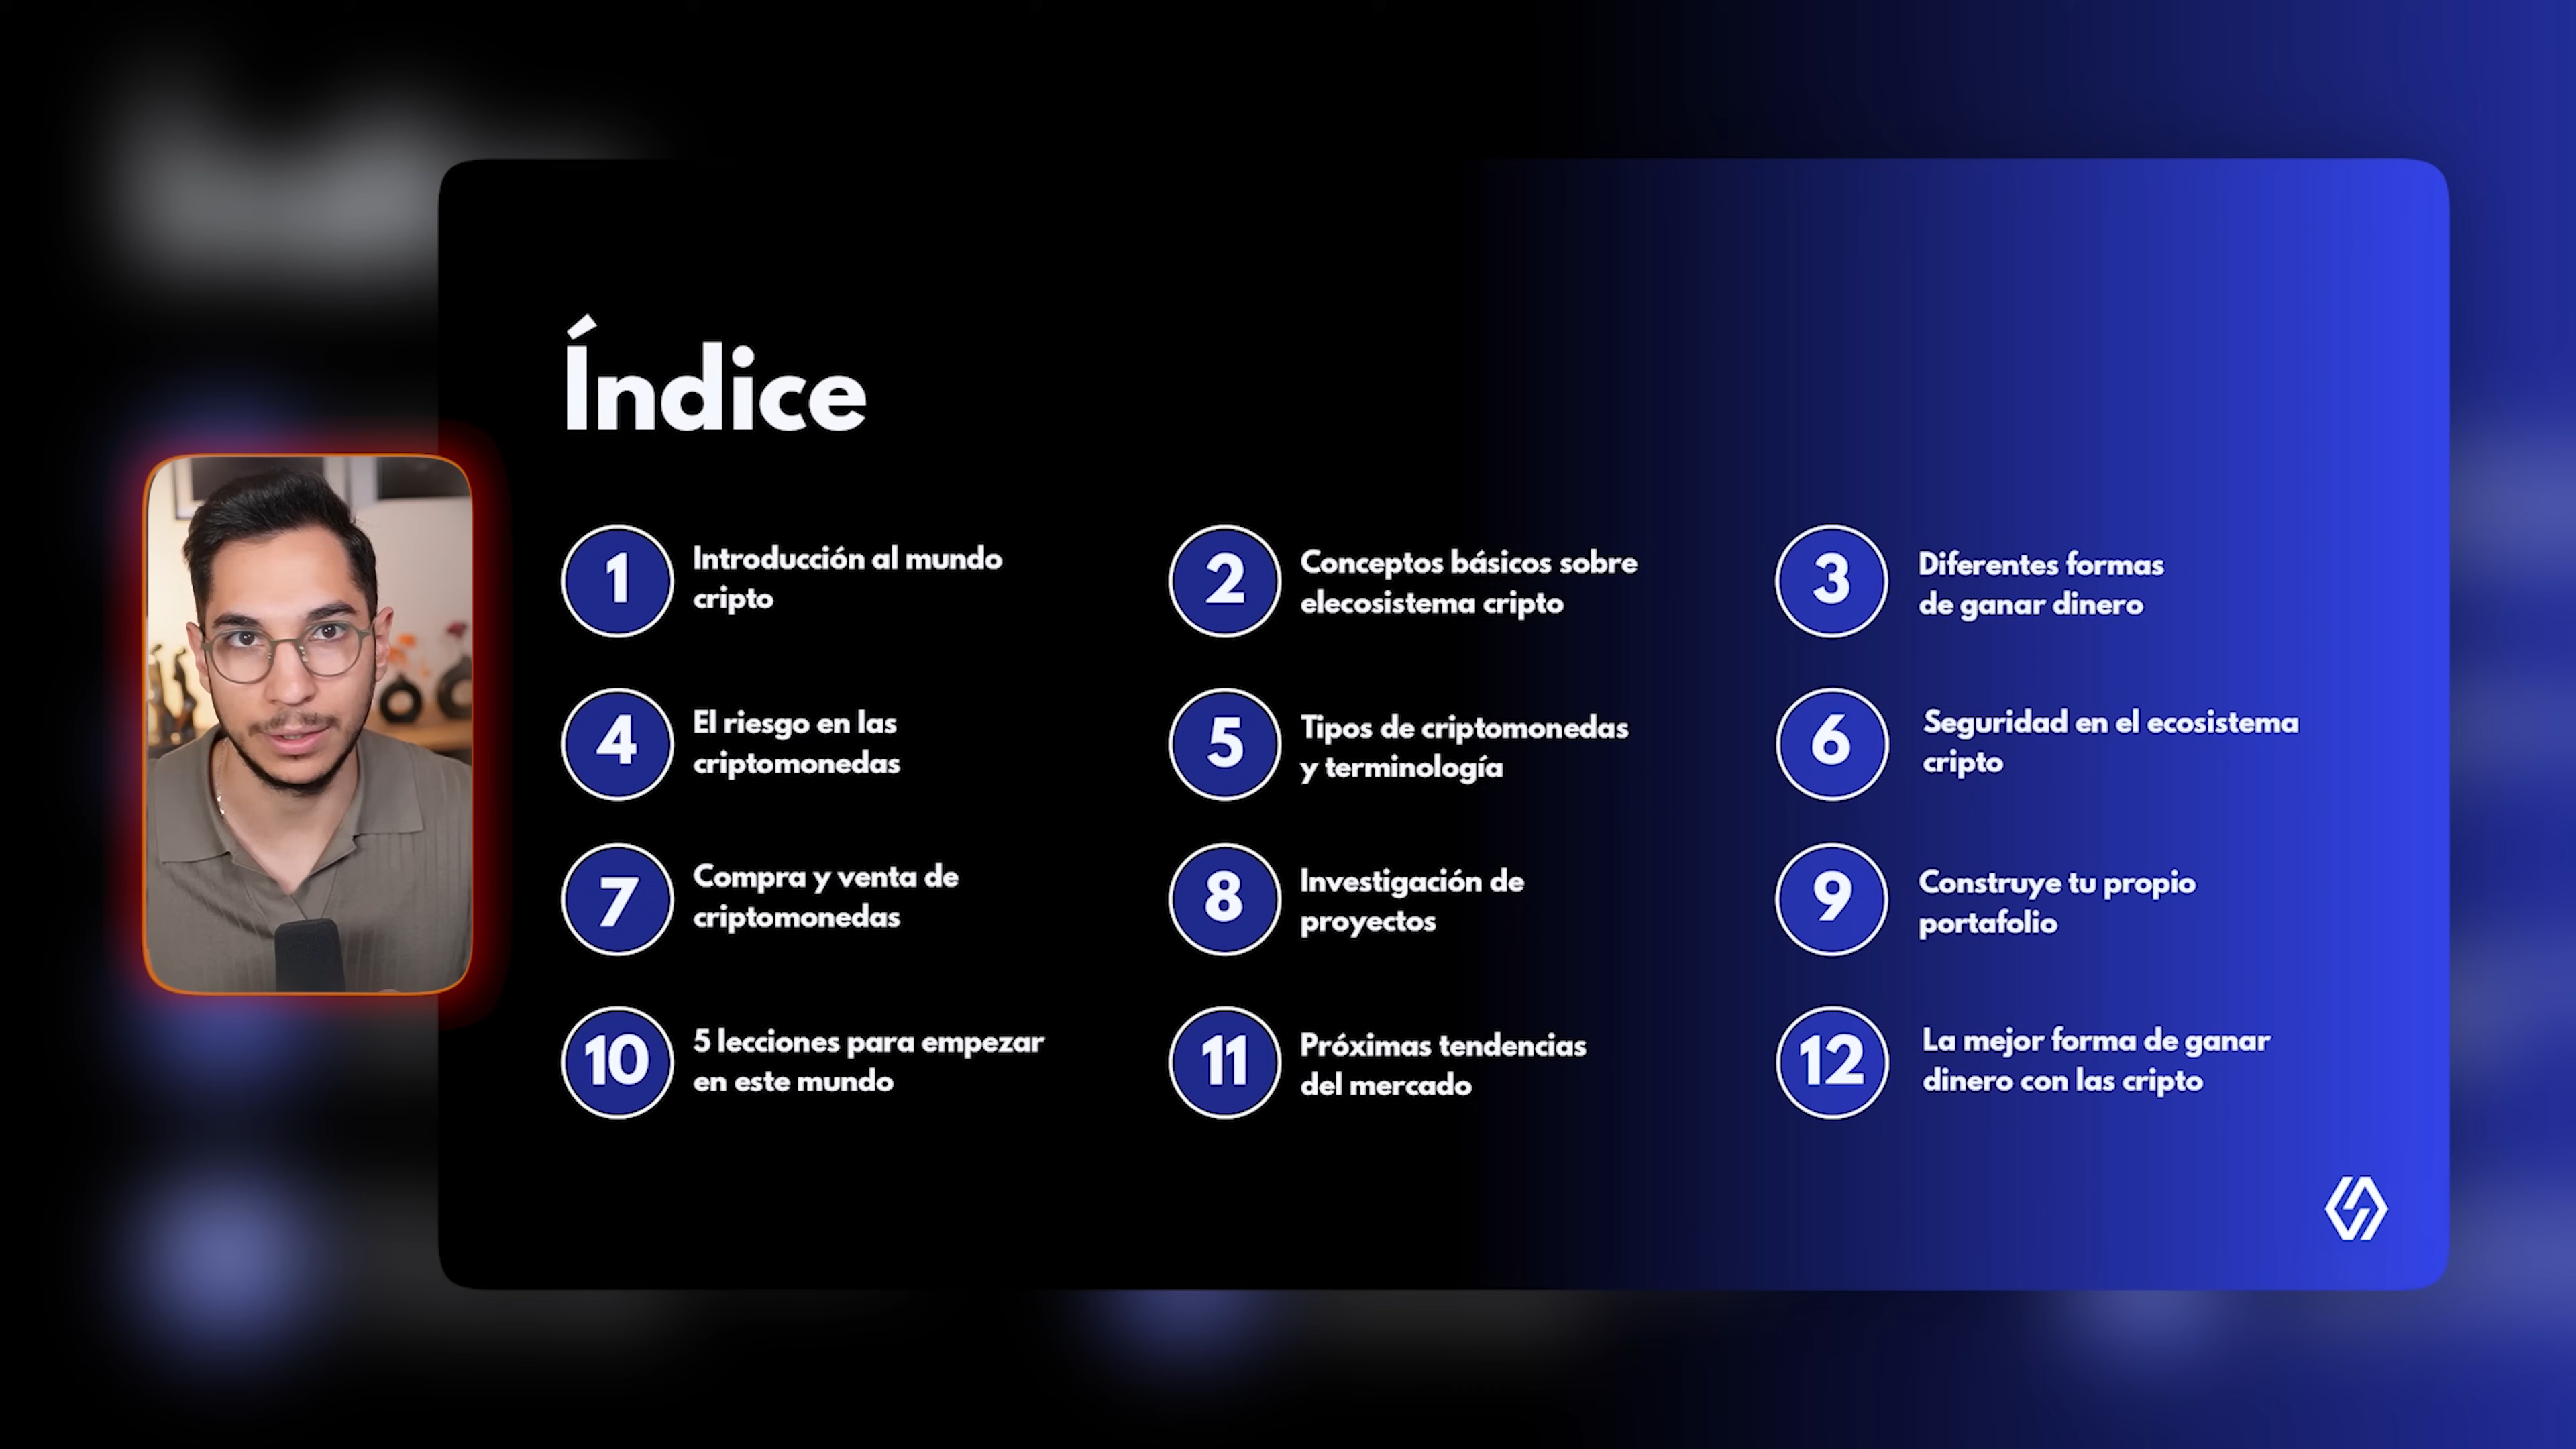 Índice
1
Introducción al mundo
cripto
2
Conceptos básicos sobre
elecosistema cripto
3
Diferentes formas
de ganar dinero
4
El riesgo en las
criptomonedas
5
Tipos de criptomonedas
y terminología
6
Seguridad en el ecosistema
cripto
7
Compra y venta de
criptomonedas
8
Investigación de
proyectos
9
Construye tu propio
portafolio
10
5 lecciones para empezar
en este mundo
11
Próximas tendencias
del mercado
12
La mejor forma de ganar
dinero con las cripto